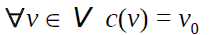 ∀v ∈ V c(v) = v₀